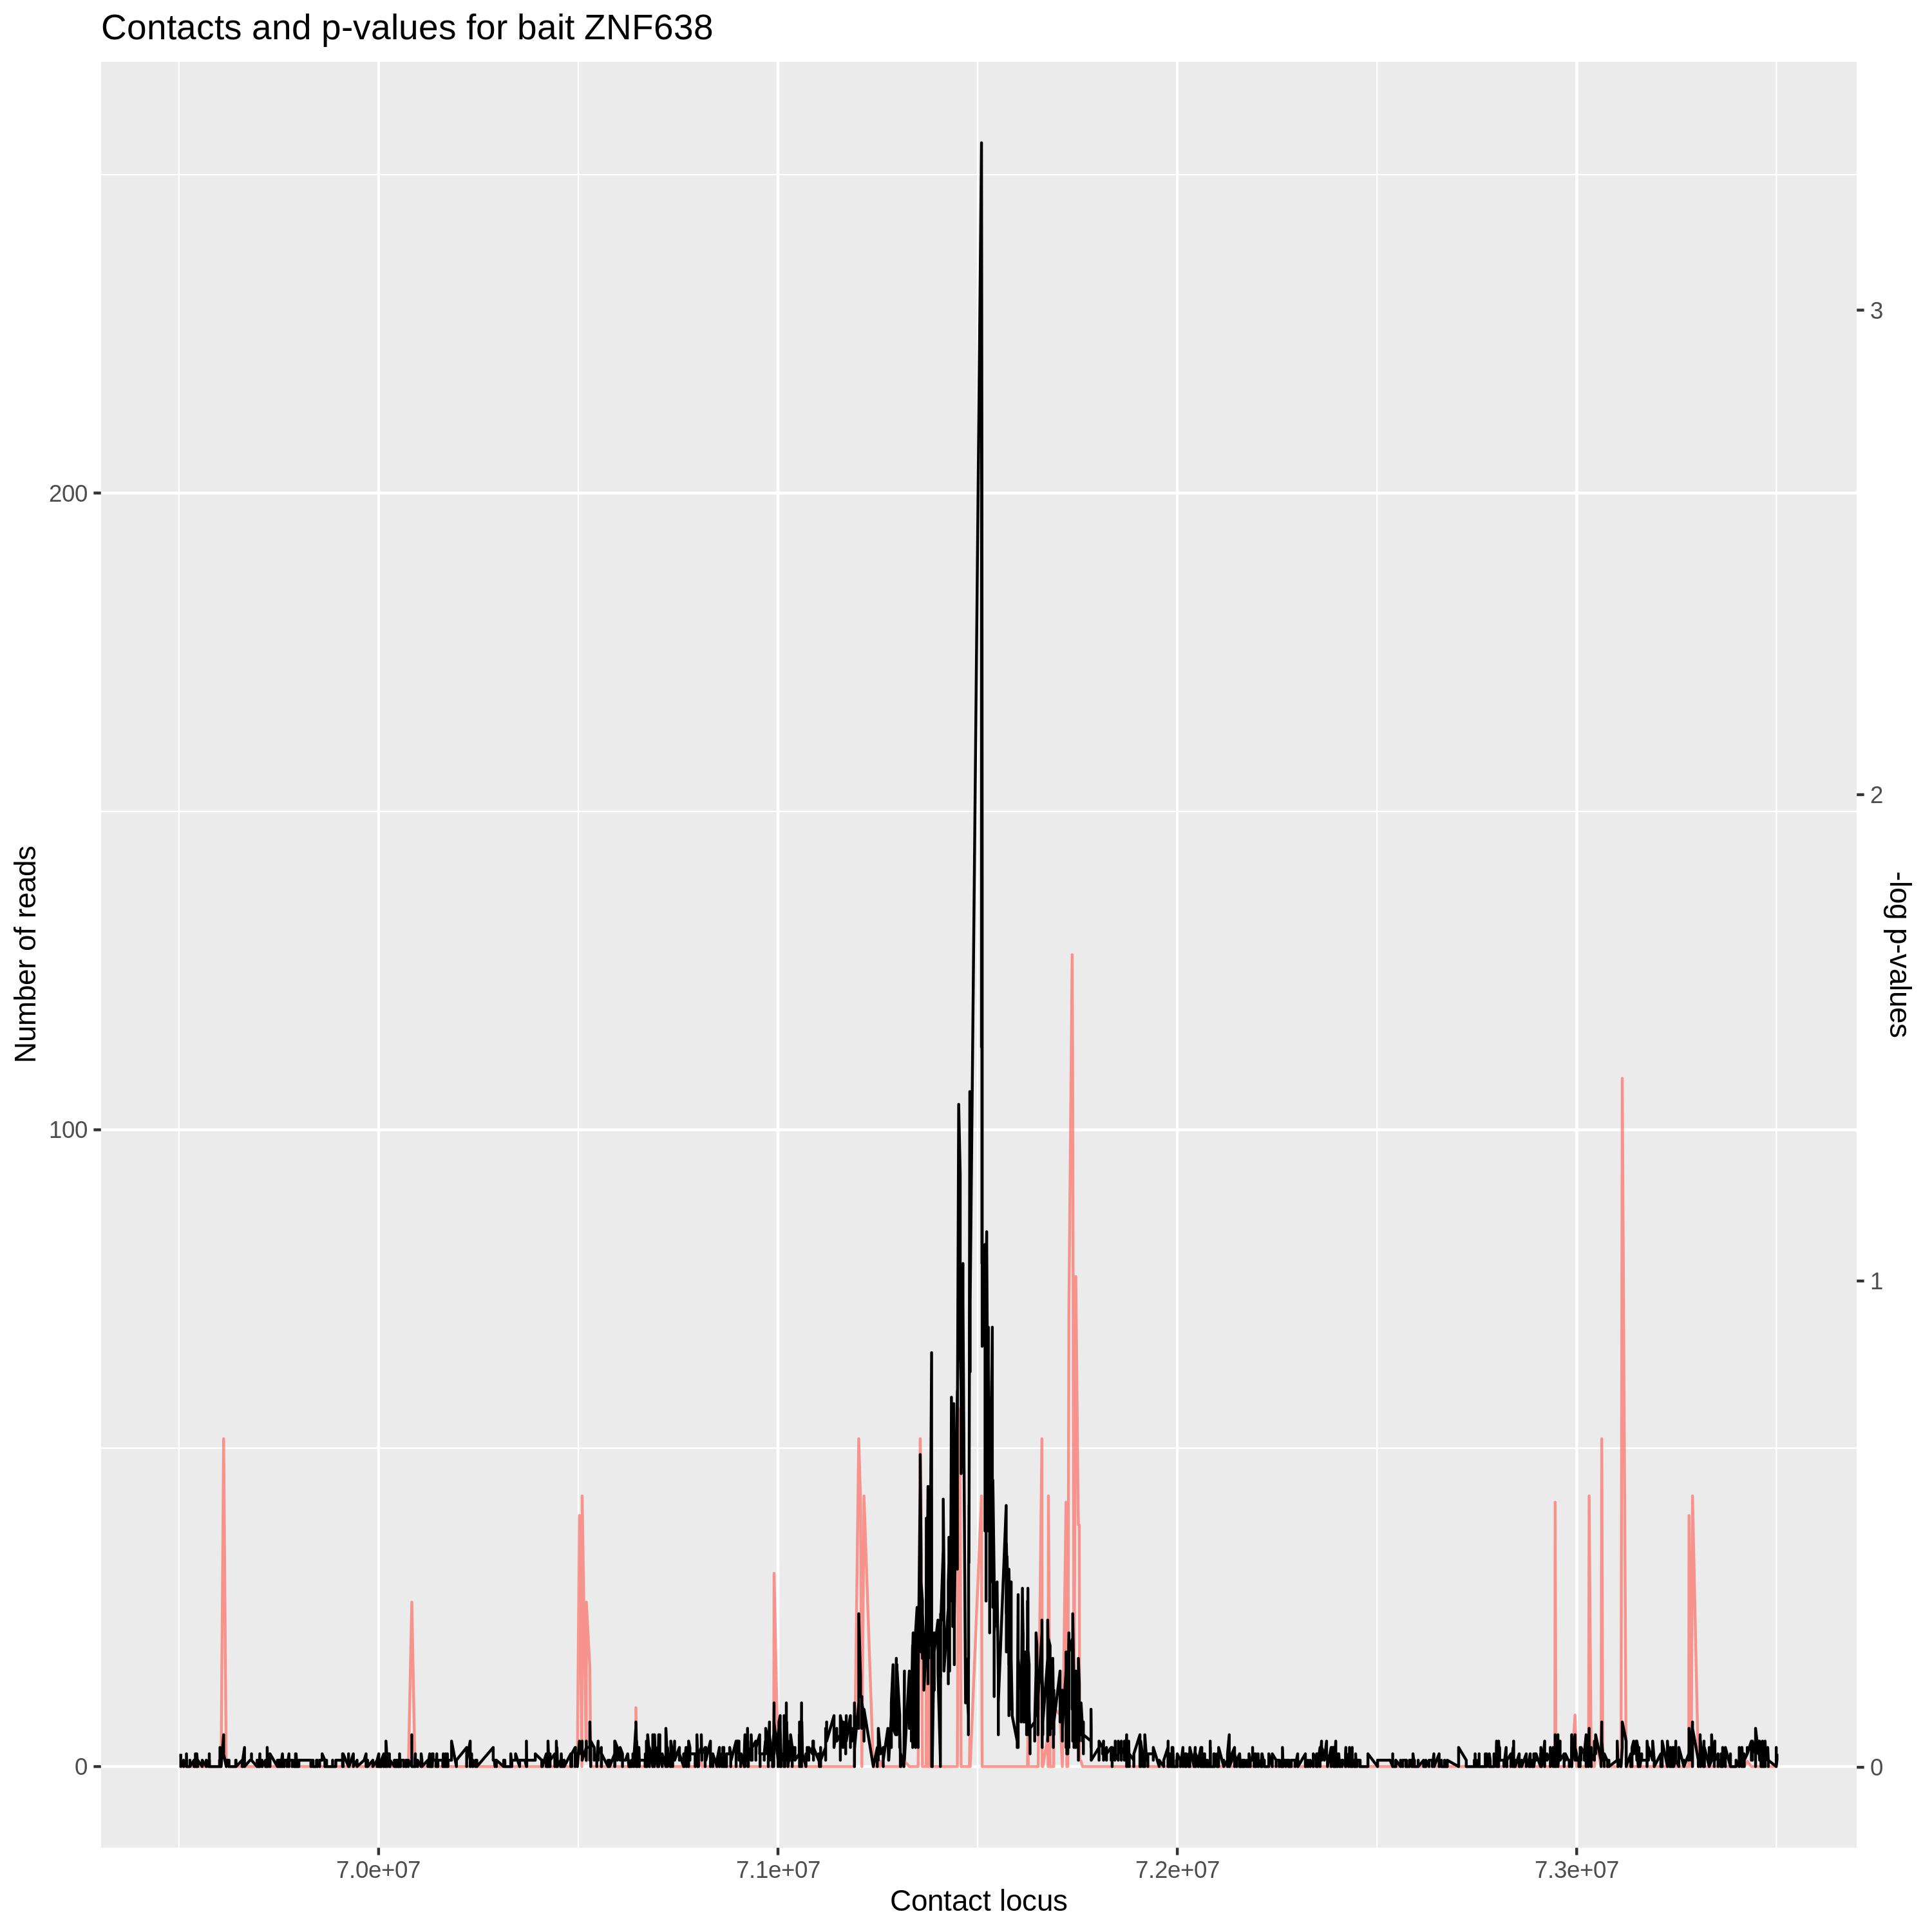 Contacts and p-values for bait ZNF638
Number of reads
200
100
0
3
2
1
0
-log p-values
7.0e+07
7.1e+07
7.2e+07
7.3e+07
Contact locus